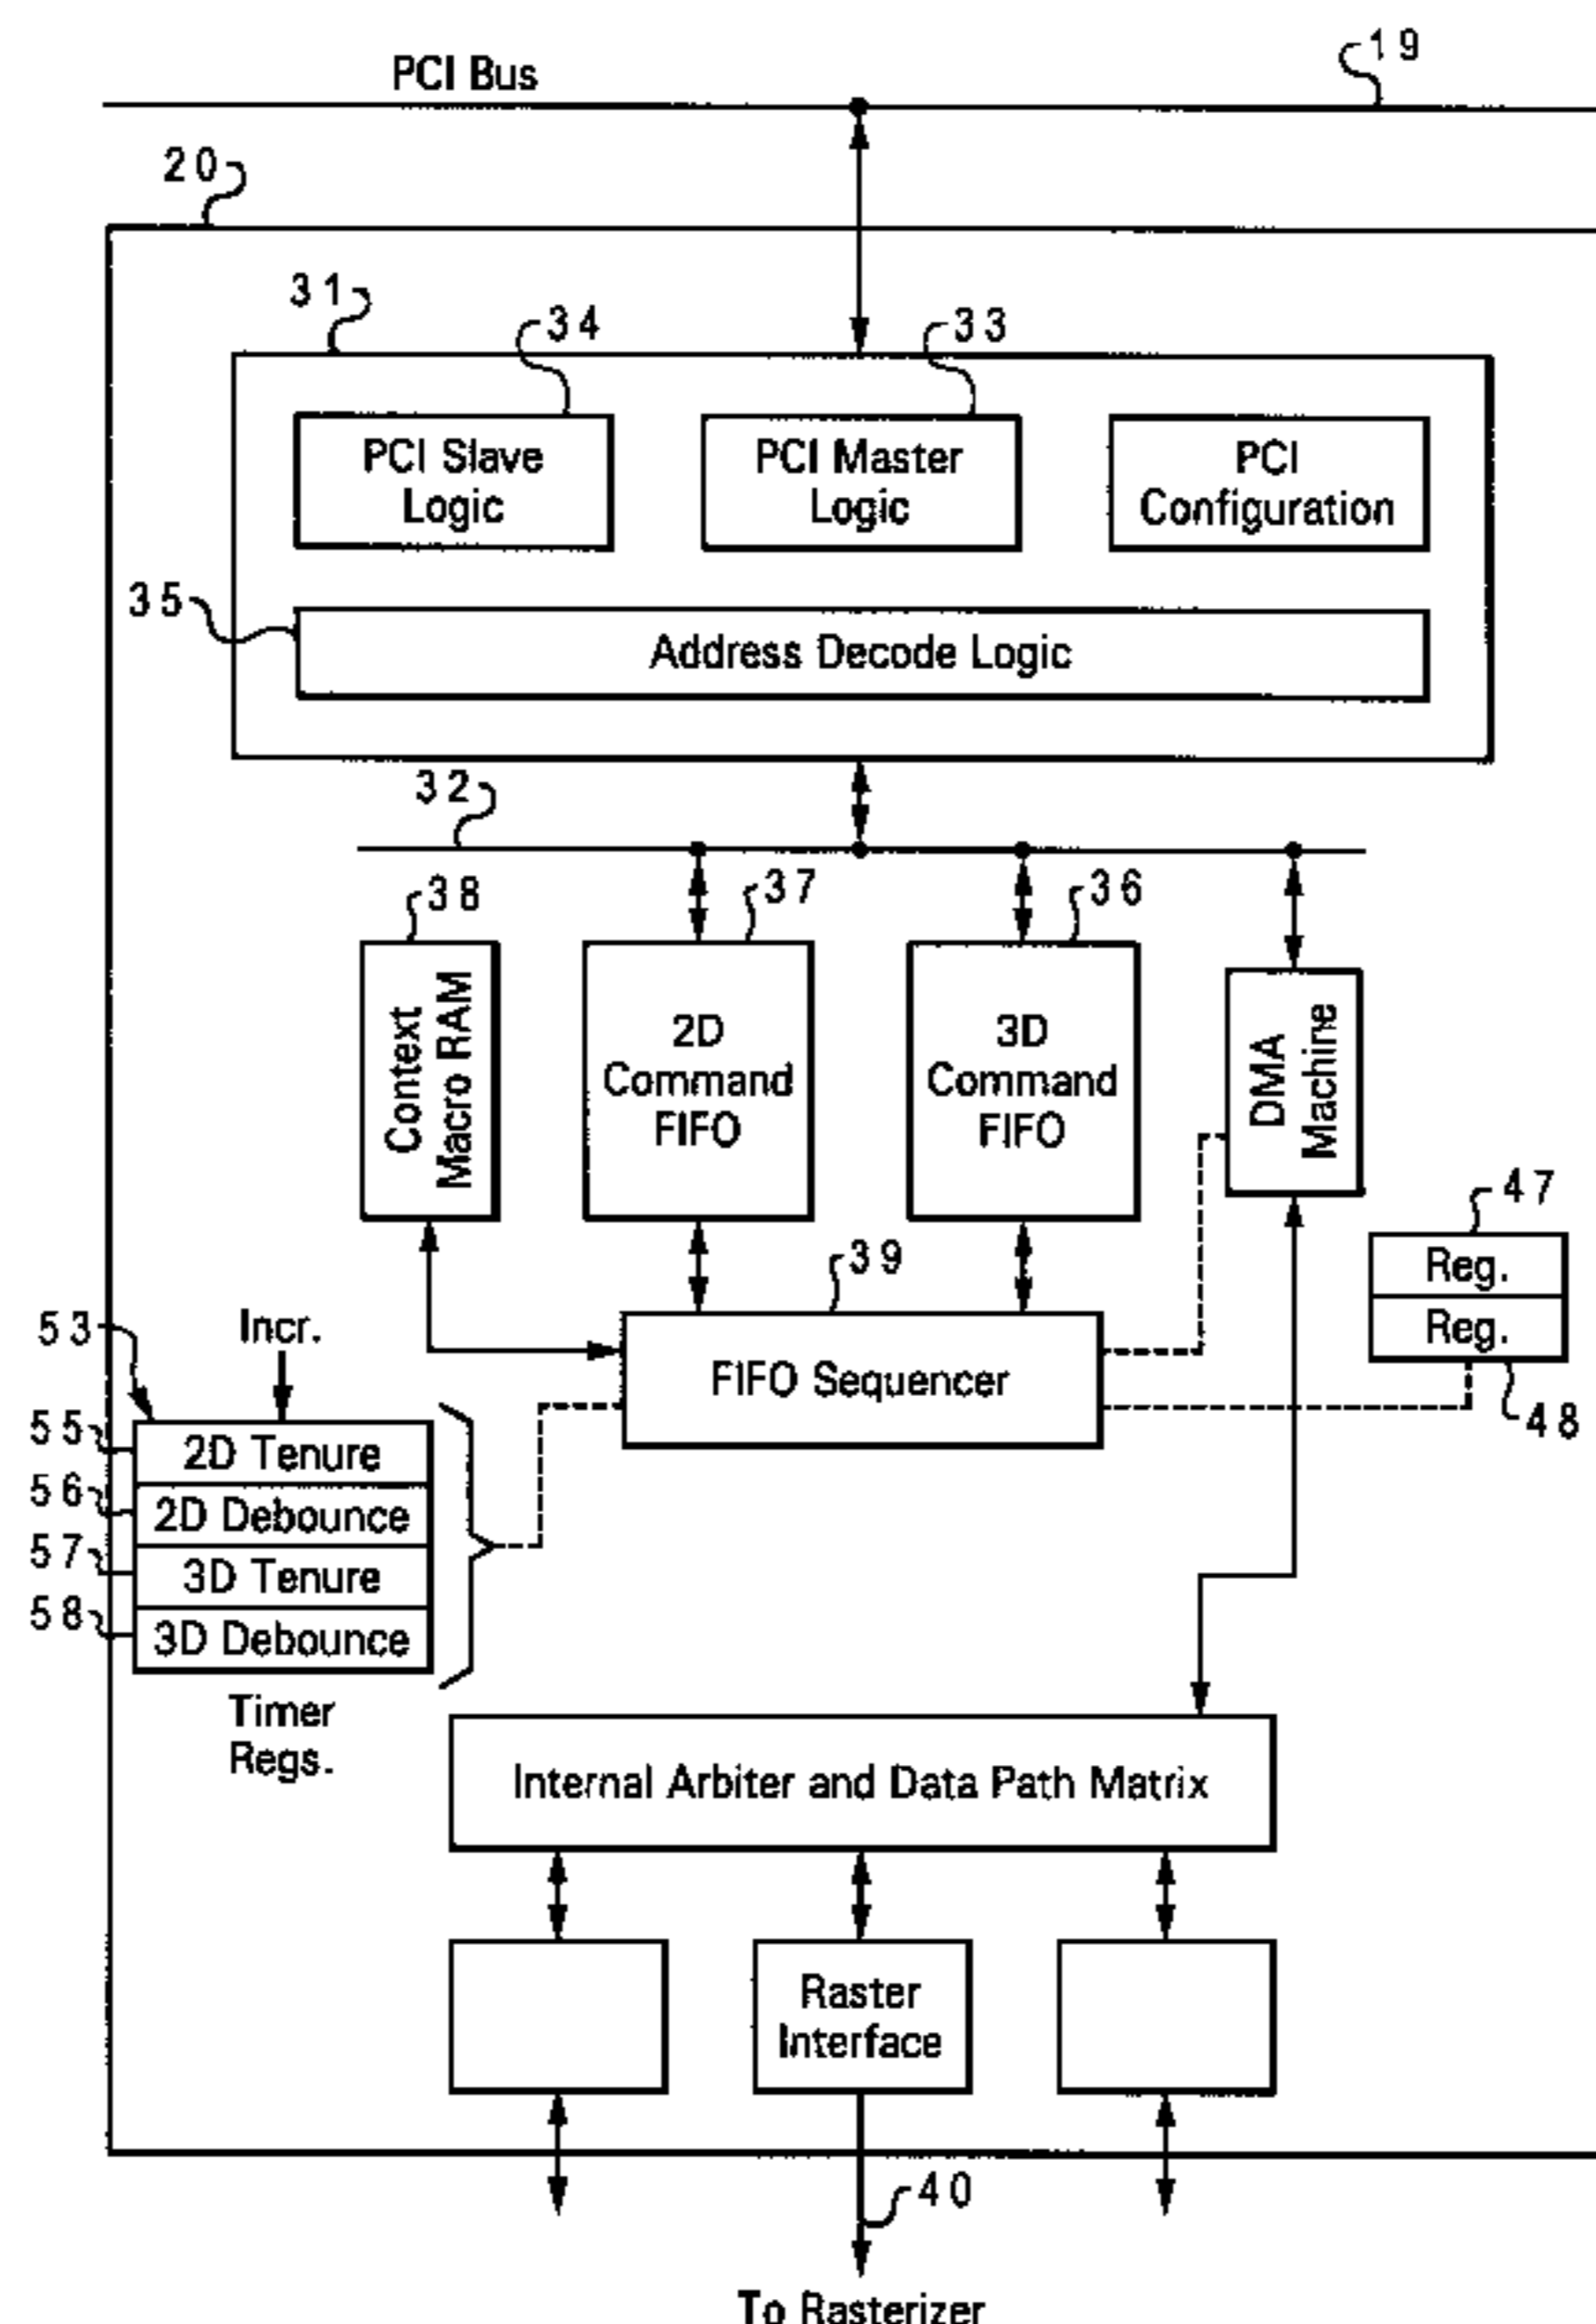 PCI Bus
19
20
31
34
33
PCI Slave
Logic
PCI Master
Logic
PCI
Configuration
35
Address Decode Logic
32
38
37
36
Context
Macro RAM
2D
Command
FIFO
3D
Command
FIFO
DMA
Machine
47
Reg.
Reg.
48
39
FIFO Sequencer
53
Incr.
55
2D Tenure
56
2D Debounce
57
3D Tenure
58
3D Debounce
Timer
Regs.
Internal Arbiter and Data Path Matrix
Raster
Interface
40
To Rasterizer